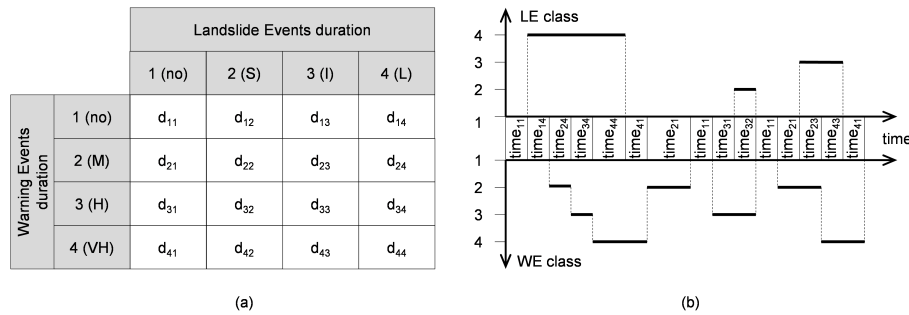 Landslide Events duration
1 (no) 2 (S) 3 (I) 4 (L)
Warning Events
duration
1 (no) d11 d12 d13 d14
2 (M) d21 d22 d23 d24
3 (H) d31 d32 d33 d34
4 (VH) d41 d42 d43 d44
(a)
LE class
4
3
2
1
time11 time14 time24 time34 time44 time41 time21 time11 time31 time32 time11 time21 time23 time43 time41
time
1
2
3
4
WE class
(b)